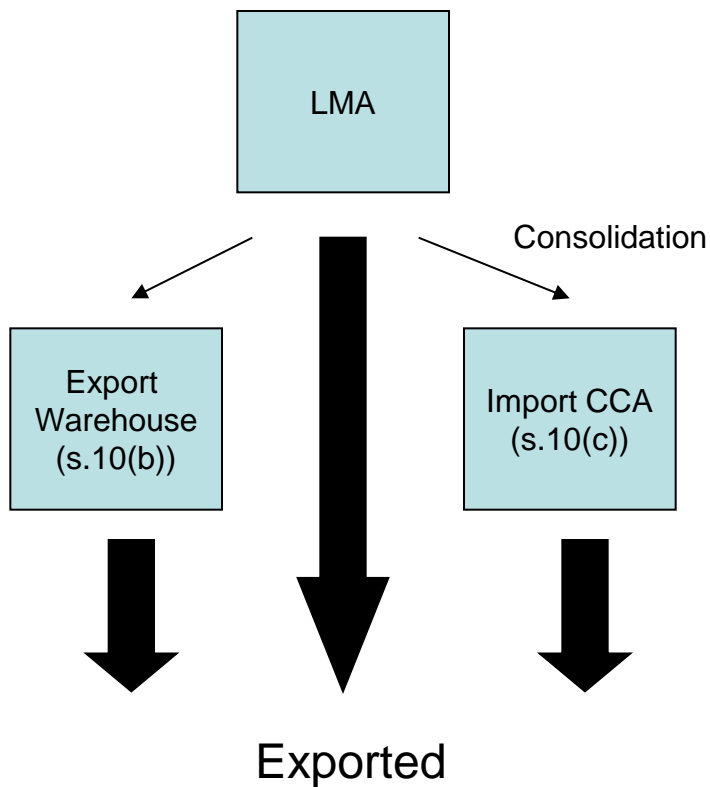 LMA
Consolidation
Export
Warehouse
(s.10(b))
Import CCA
(s.10(c))
Exported